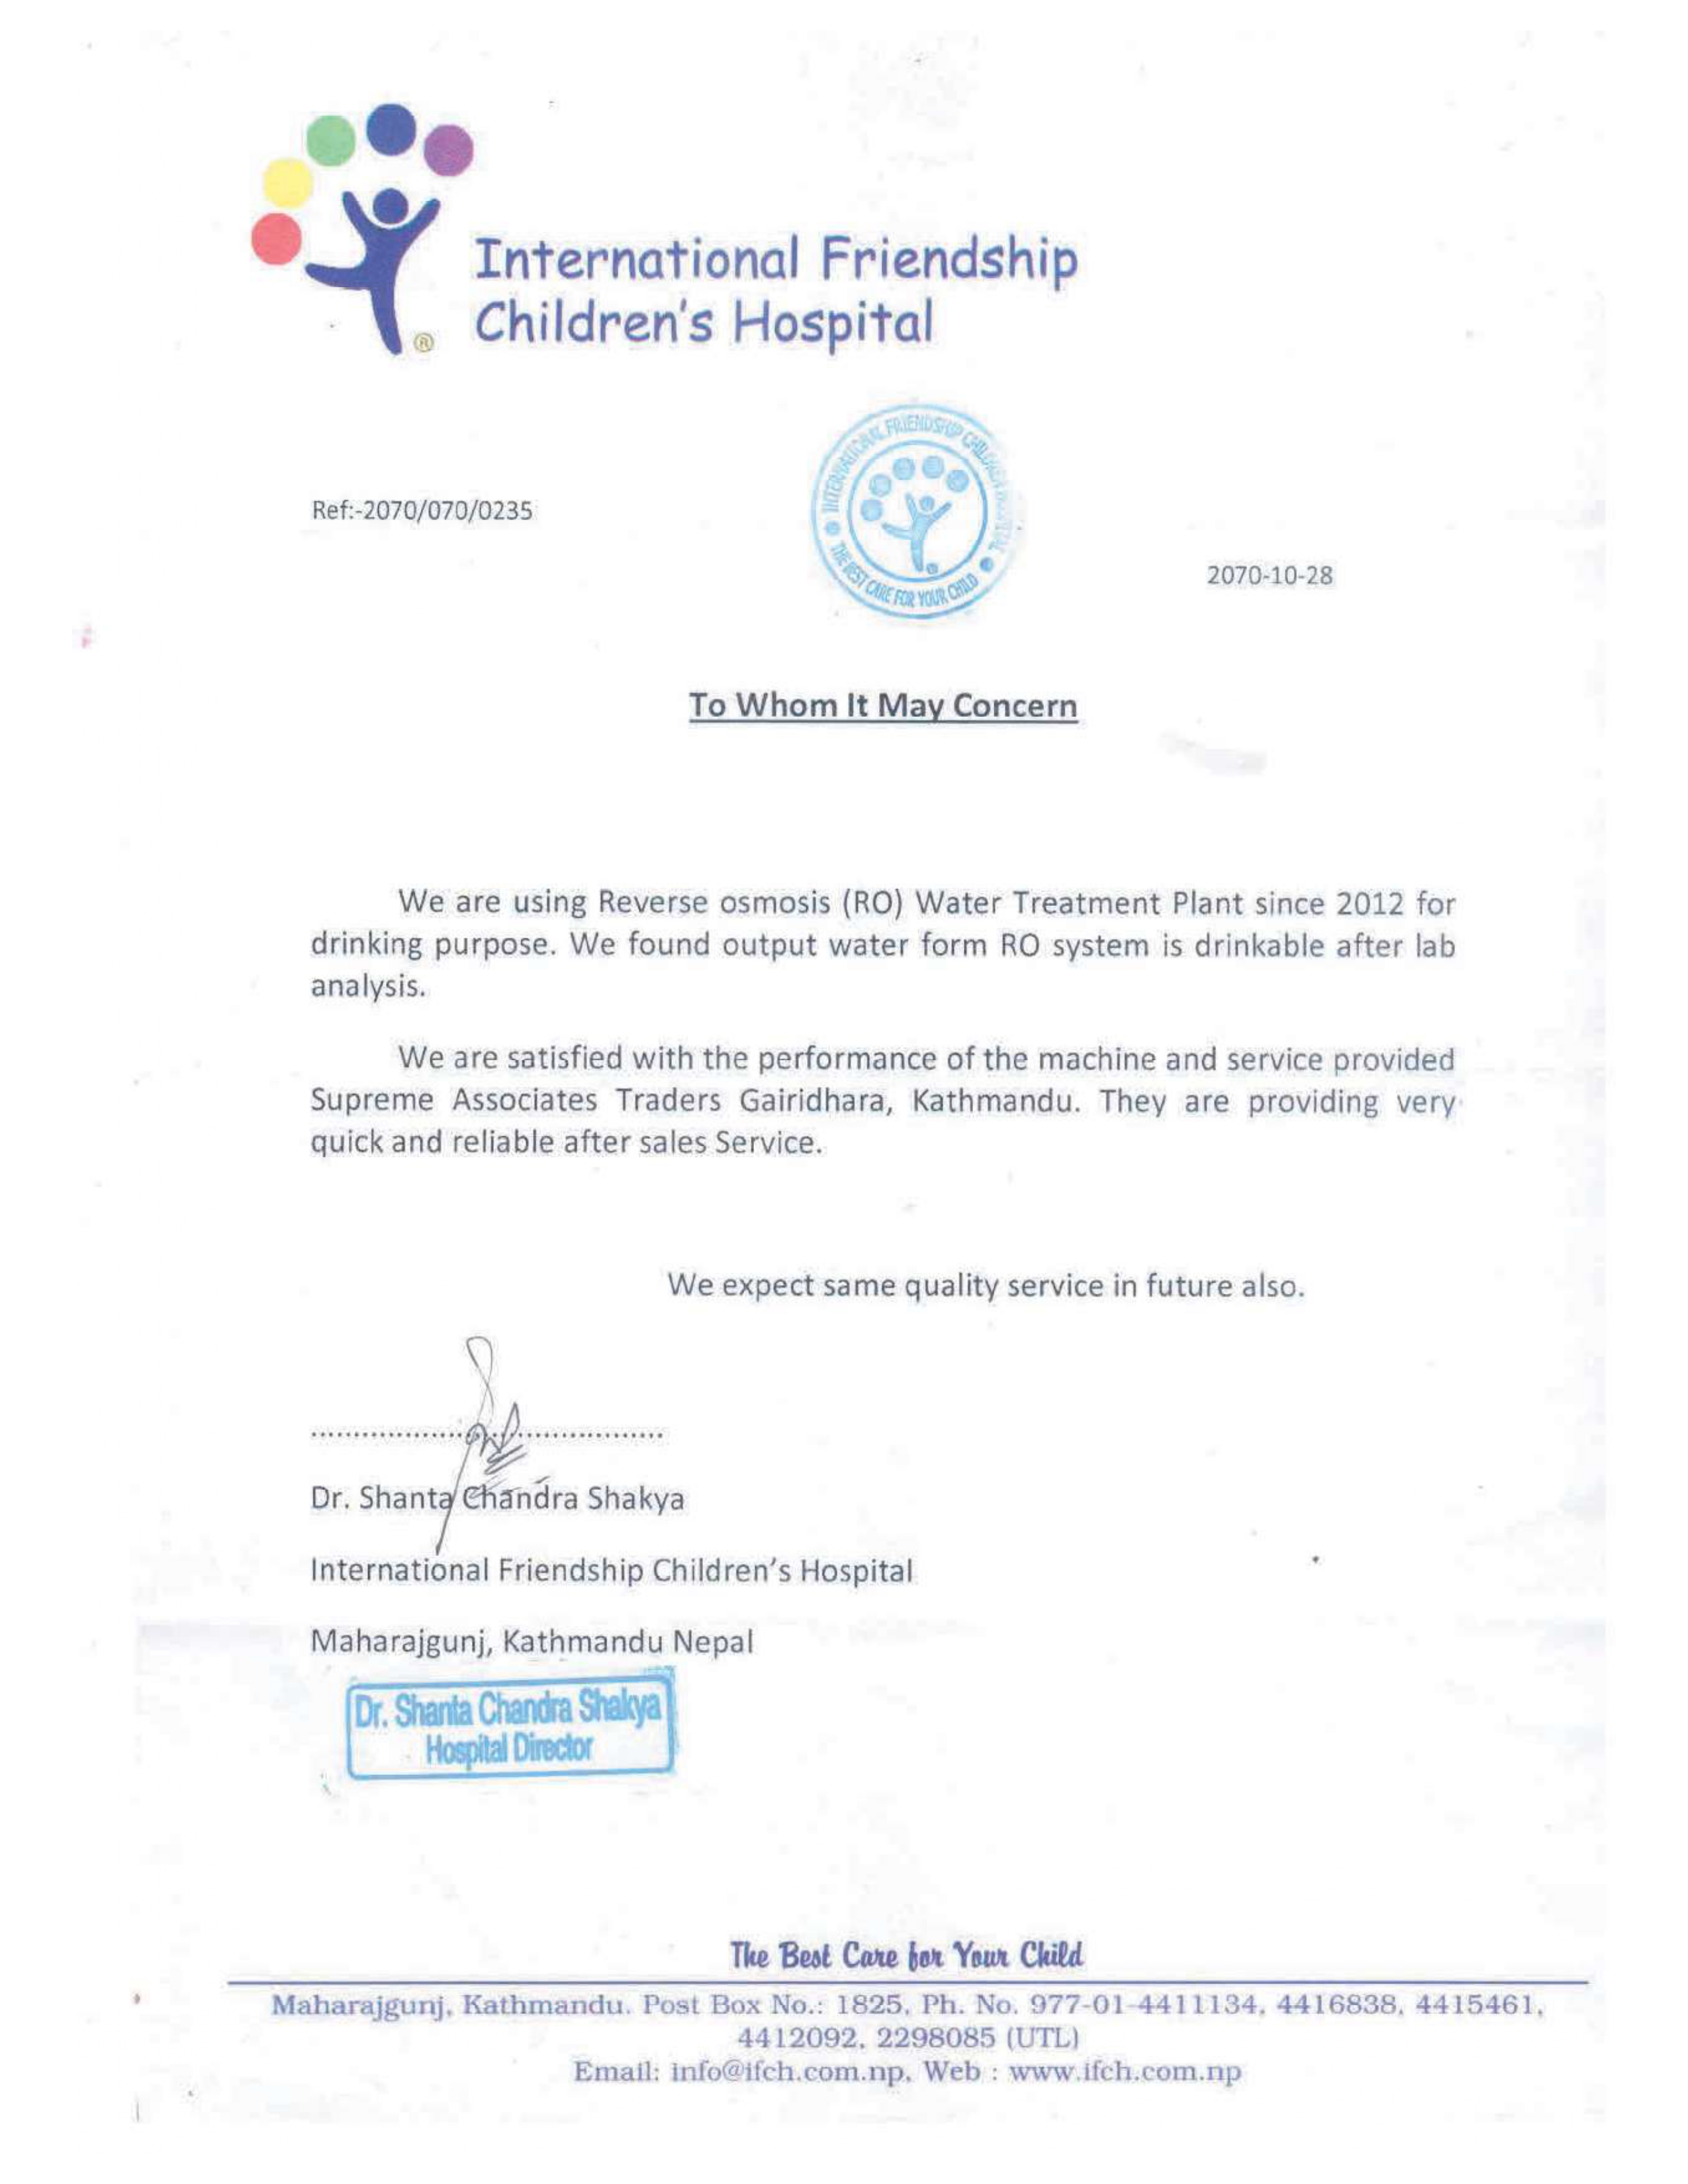 International Friendship
Children's Hospital
®
INTERNATIONAL FRIENDSHIP CHILDREN'S HOSPITAL
THE BEST CARE FOR YOUR CHILD
Ref:-2070/070/0235
2070-10-28
To Whom It May Concern
We are using Reverse osmosis (RO) Water Treatment Plant since 2012 for
drinking purpose. We found output water form RO system is drinkable after lab
analysis.
We are satisfied with the performance of the machine and service provided
Supreme Associates Traders Gairidhara, Kathmandu. They are providing very
quick and reliable after sales Service.
We expect same quality service in future also.
Dr. Shanta Chandra Shakya
International Friendship Children's Hospital
Maharajgunj, Kathmandu Nepal
Dr. Shanta Chandra Shakya
Hospital Director
The Best Care for Your Child
Maharajgunj, Kathmandu. Post Box No.: 1825, Ph. No. 977-01-4411134, 4416838, 4415461,
4412092, 2298085 (UTL)
Email: info@ifch.com.np, Web : www.ifch.com.np